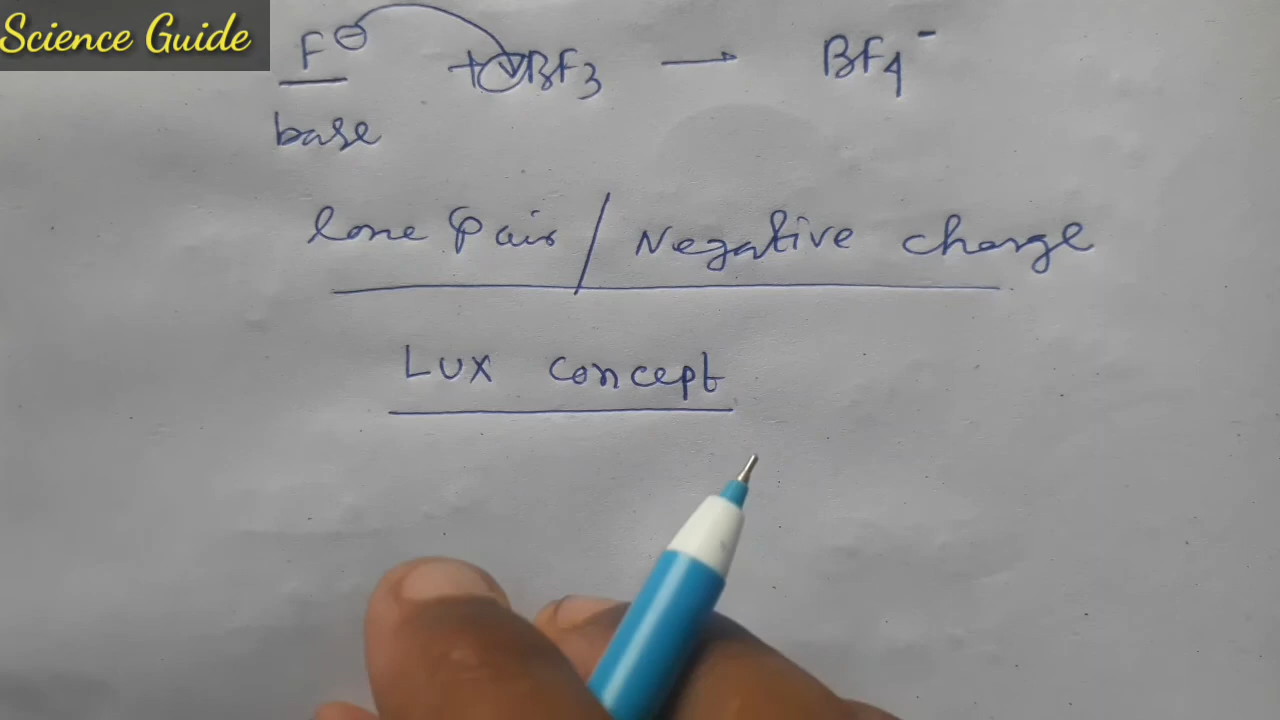 Science Guide
F⊖ + BF3 → BF4-
base
lone Pair / Negative charge
Lux concept